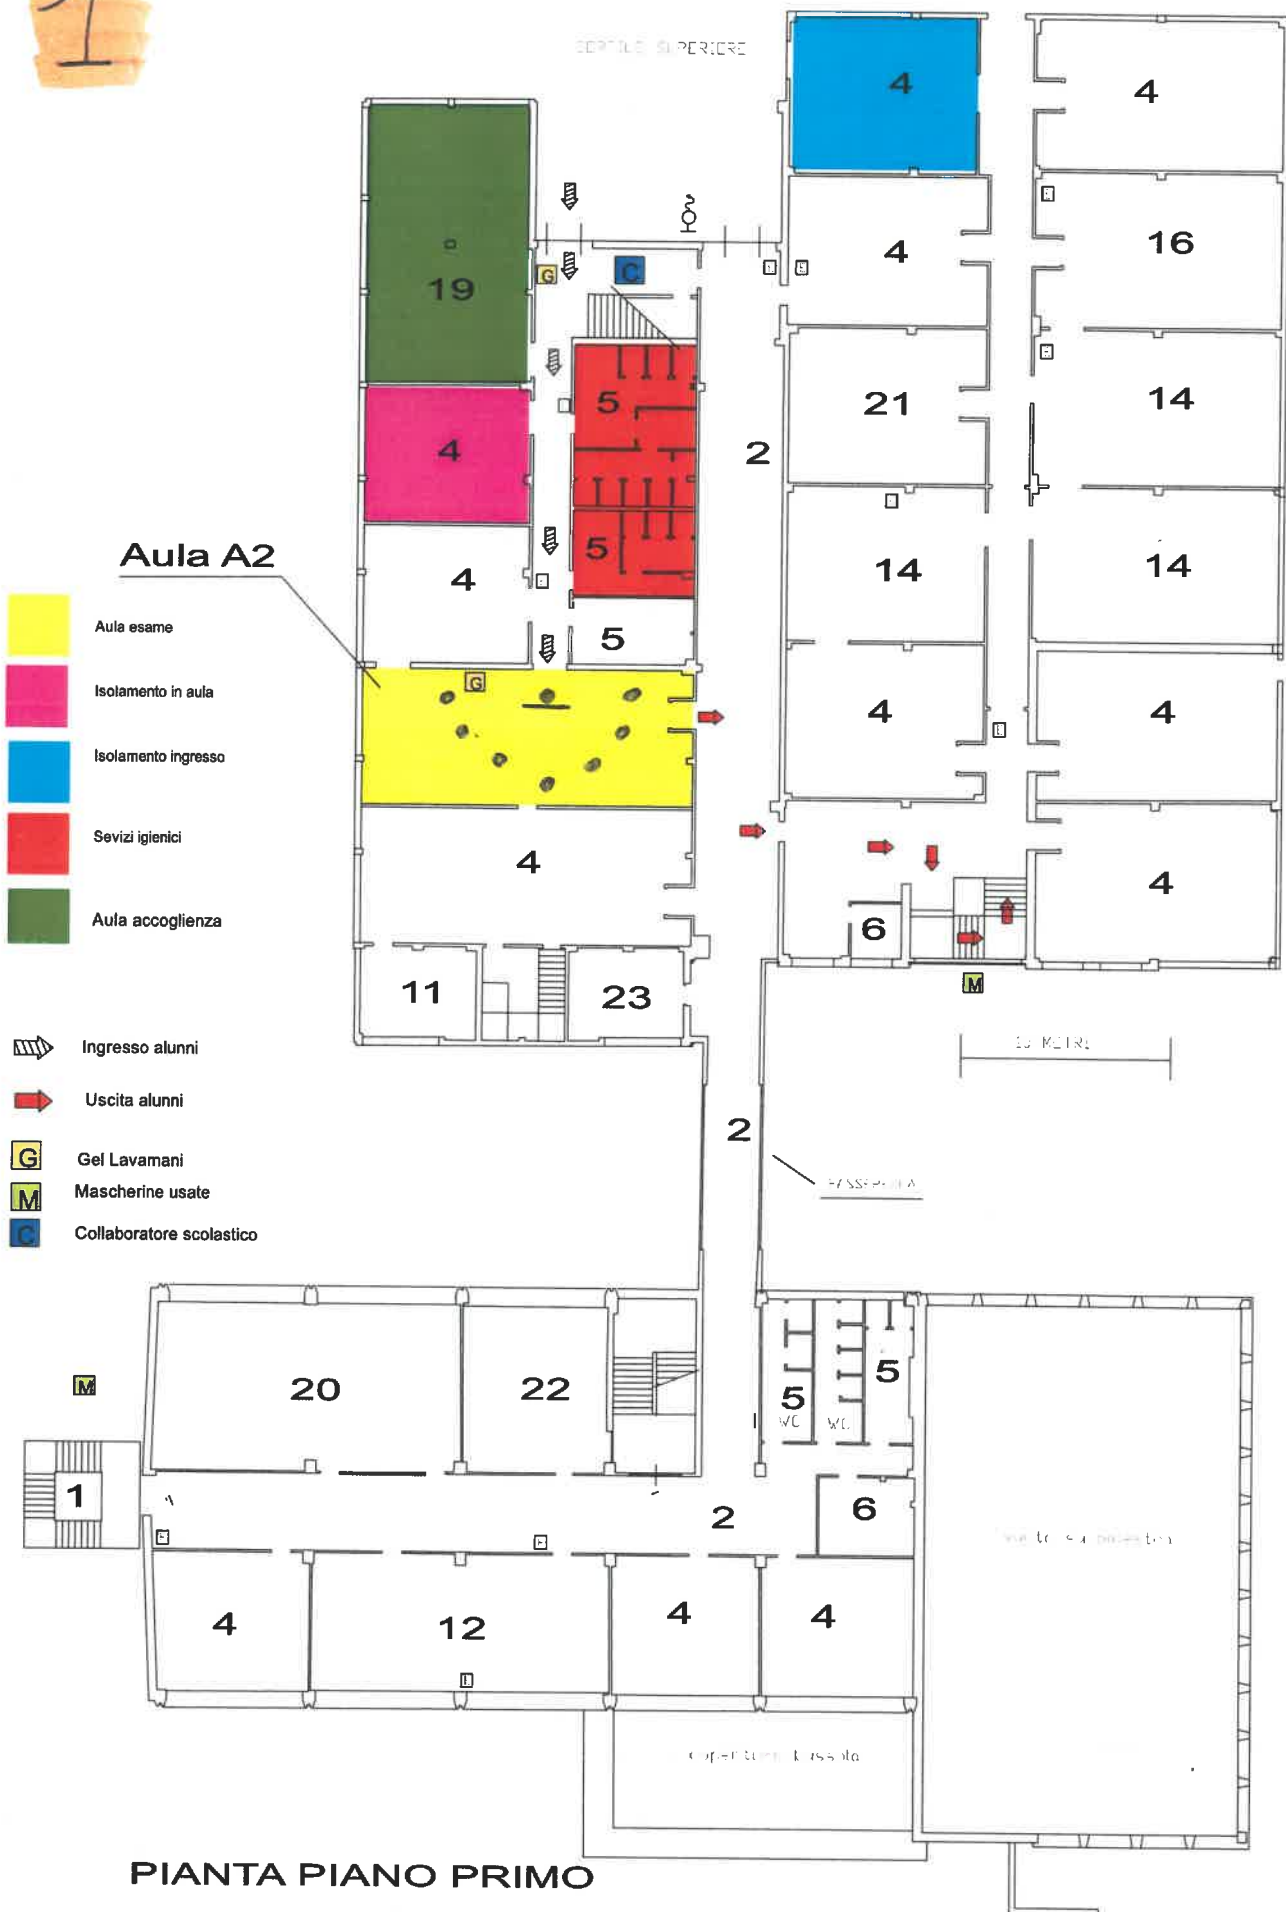 1
4
4
16
4
19
G
C
5
21
14
2
4
Aula A2
4
5
14
14
5
Aula esame
G
4
4
Isolamento in aula
Isolamento ingresso
Sevizi igienici
4
4
Aula accoglienza
6
11
23
M
10 METRI
Ingresso alunni
Uscita alunni
2
G Gel Lavamani
M Mascherine usate
C Collaboratore scolastico
M
20
22
5
5
WC
WC
1
2
6
4
12
4
4
PIANTA PIANO PRIMO